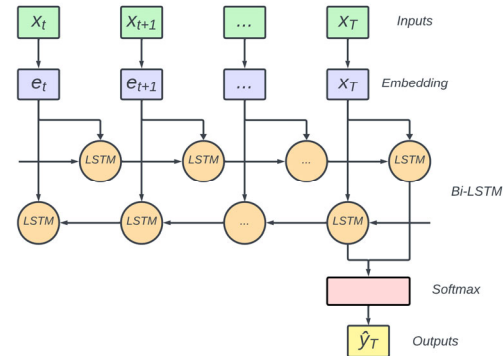 xt xt+1 ... xT Inputs
et et+1 ... xT Embedding
LSTM LSTM ... LSTM
Bi-LSTM
LSTM LSTM ... LSTM
Softmax
ŷT Outputs